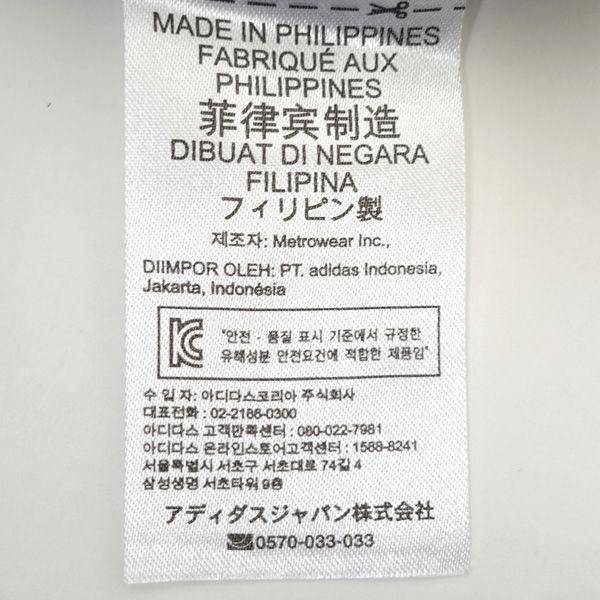 MADE IN PHILIPPINES
FABRIQUÉ AUX
PHILIPPINES
菲律宾制造
DIBUAT DI NEGARA
FILIPINA
フィリピン製
제조자: Metrowear Inc.,
DIIMPOR OLEH: PT. adidas Indonesia,
Jakarta, Indonésia
"안전 · 품질 표시 기준에서 규정한
유해성분 안전요건에 적합한 제품임"
수 입 자: 아디다스코리아 주식회사
대표전화 : 02-2186-0300
아디다스 고객만족센터 : 080-022-7981
아디다스 온라인스토어고객센터 : 1588-8241
서울특별시 서초구 서초대로 74길 4
삼성생명 서초타워 9층
アディダスジャパン株式会社
0570-033-033